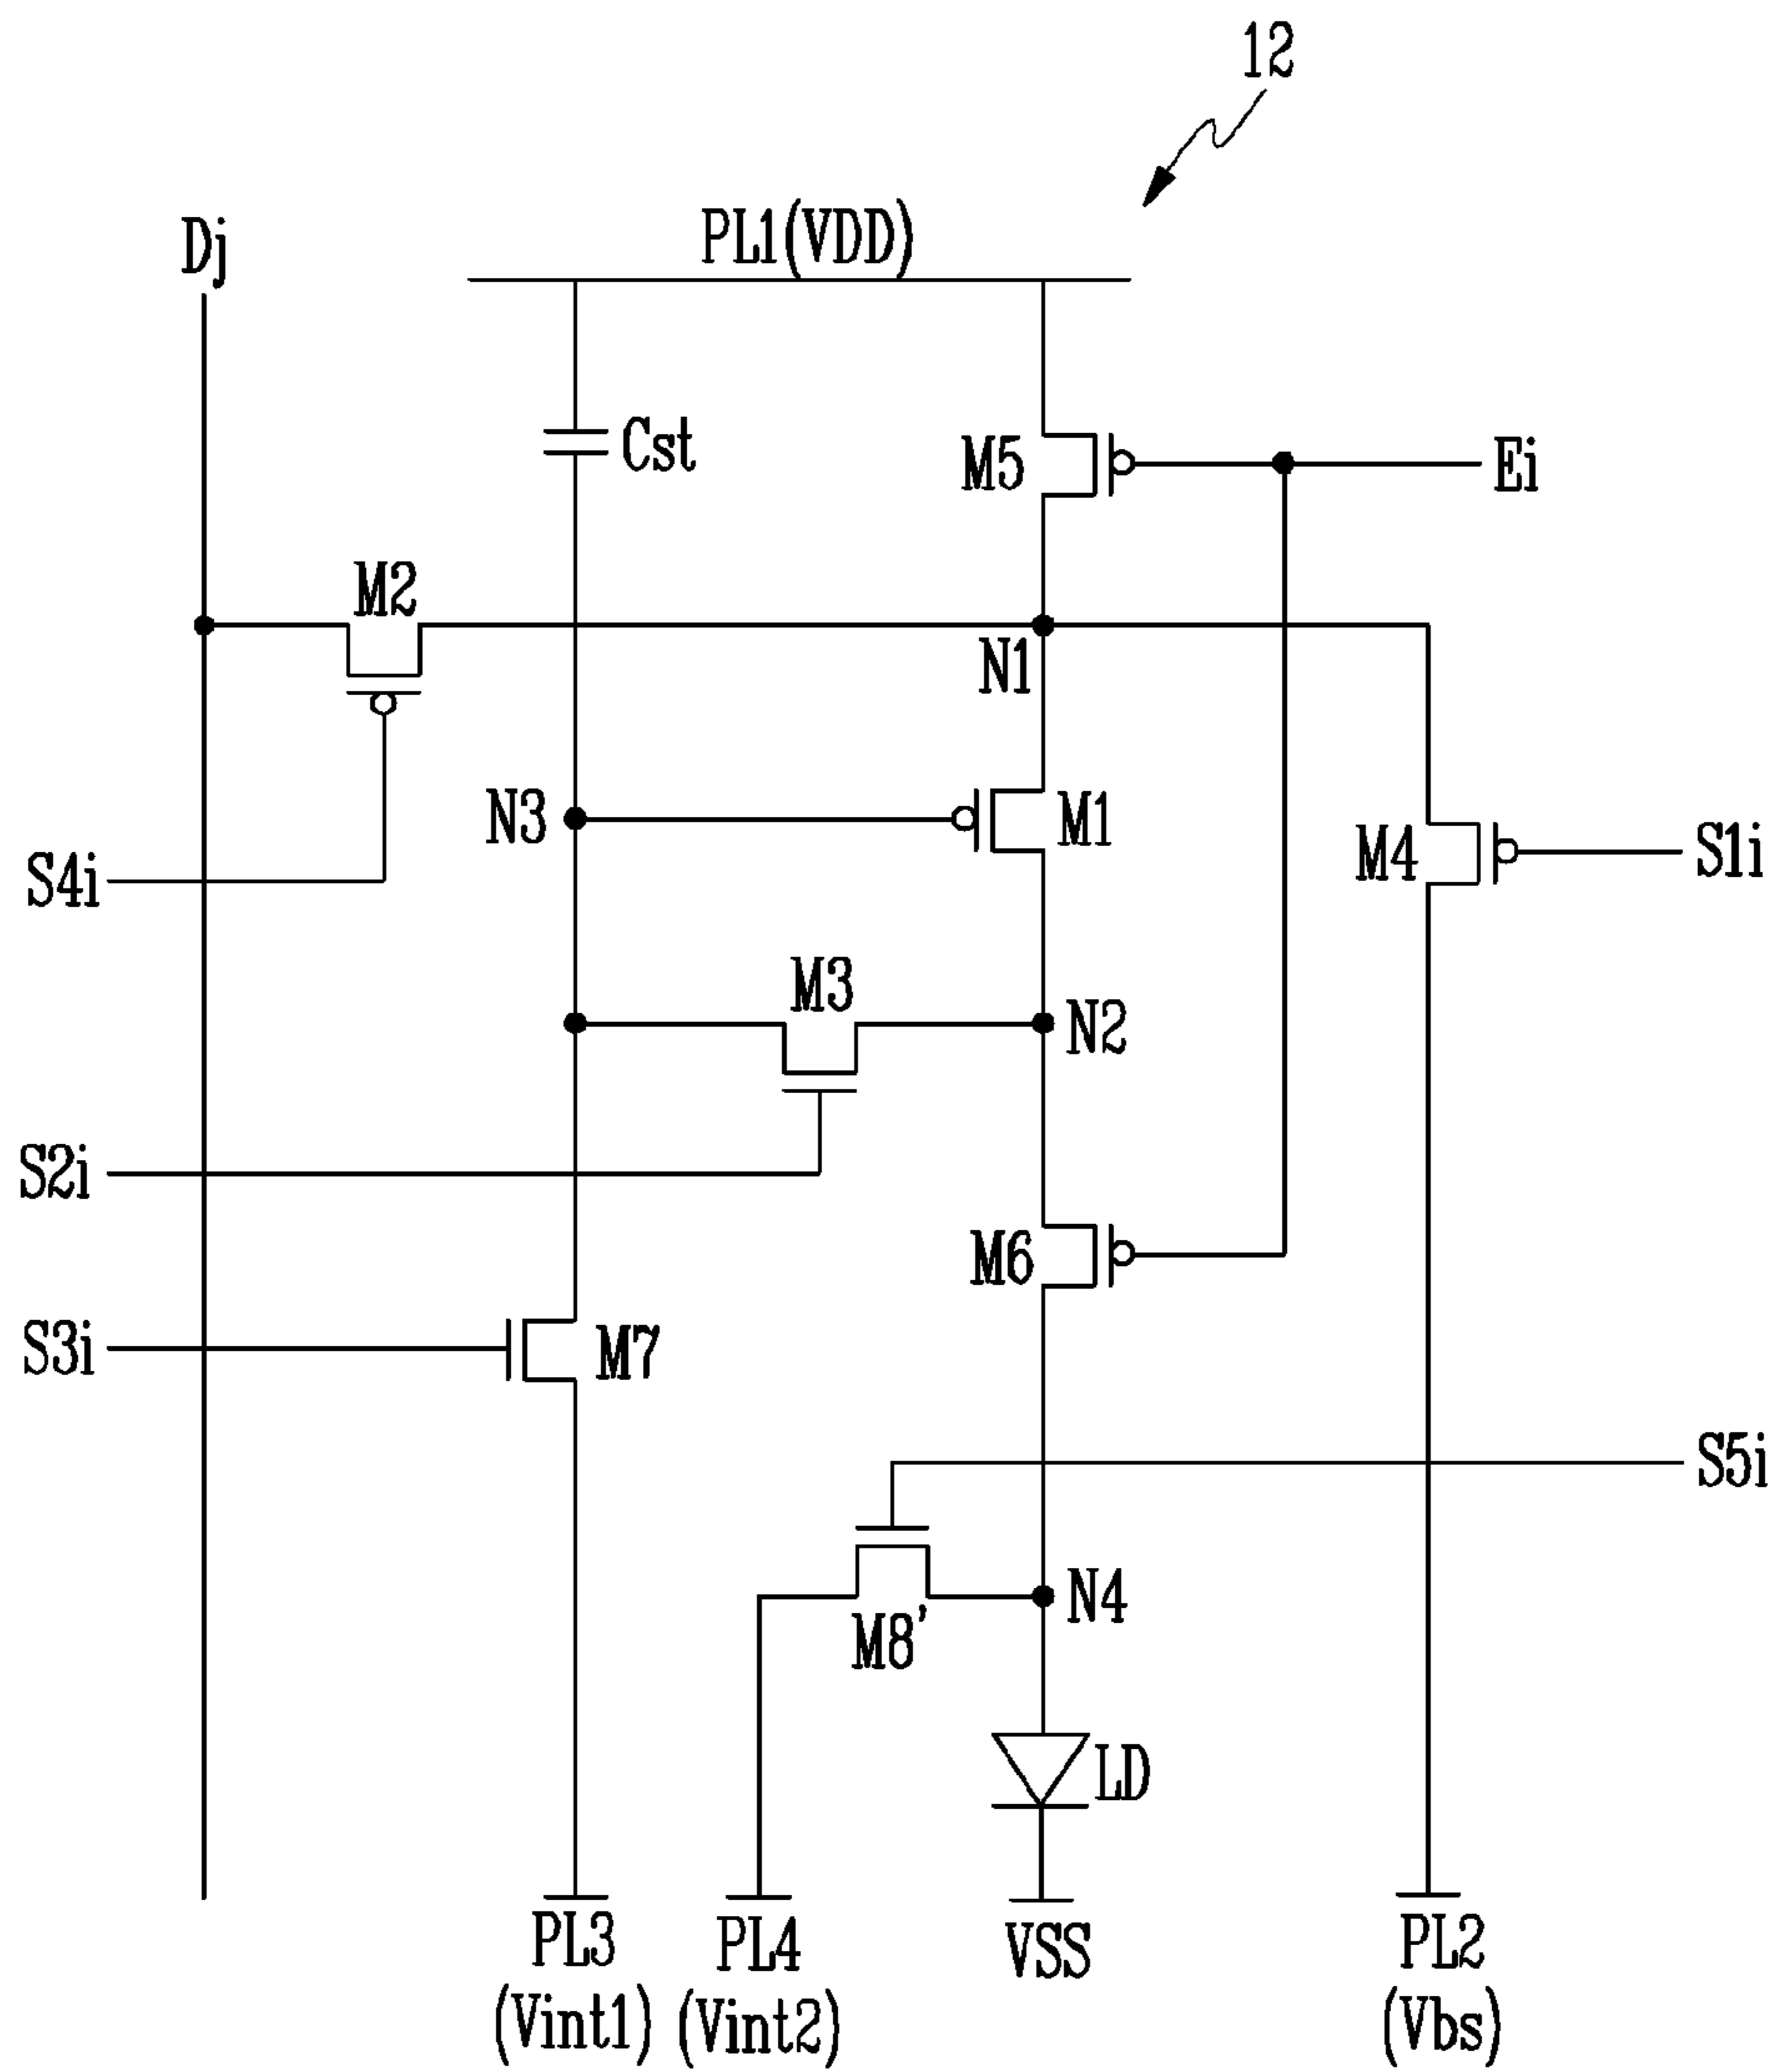 12
PL1(VDD)
Dj
Cst
M5
Ei
M2
N1
N3
M1
M4
S1i
S4i
M3
N2
S2i
M6
S3i
M7
S5i
N4
M8'
LD
PL3
(Vint1)
PL4
(Vint2)
VSS
PL2
(Vbs)